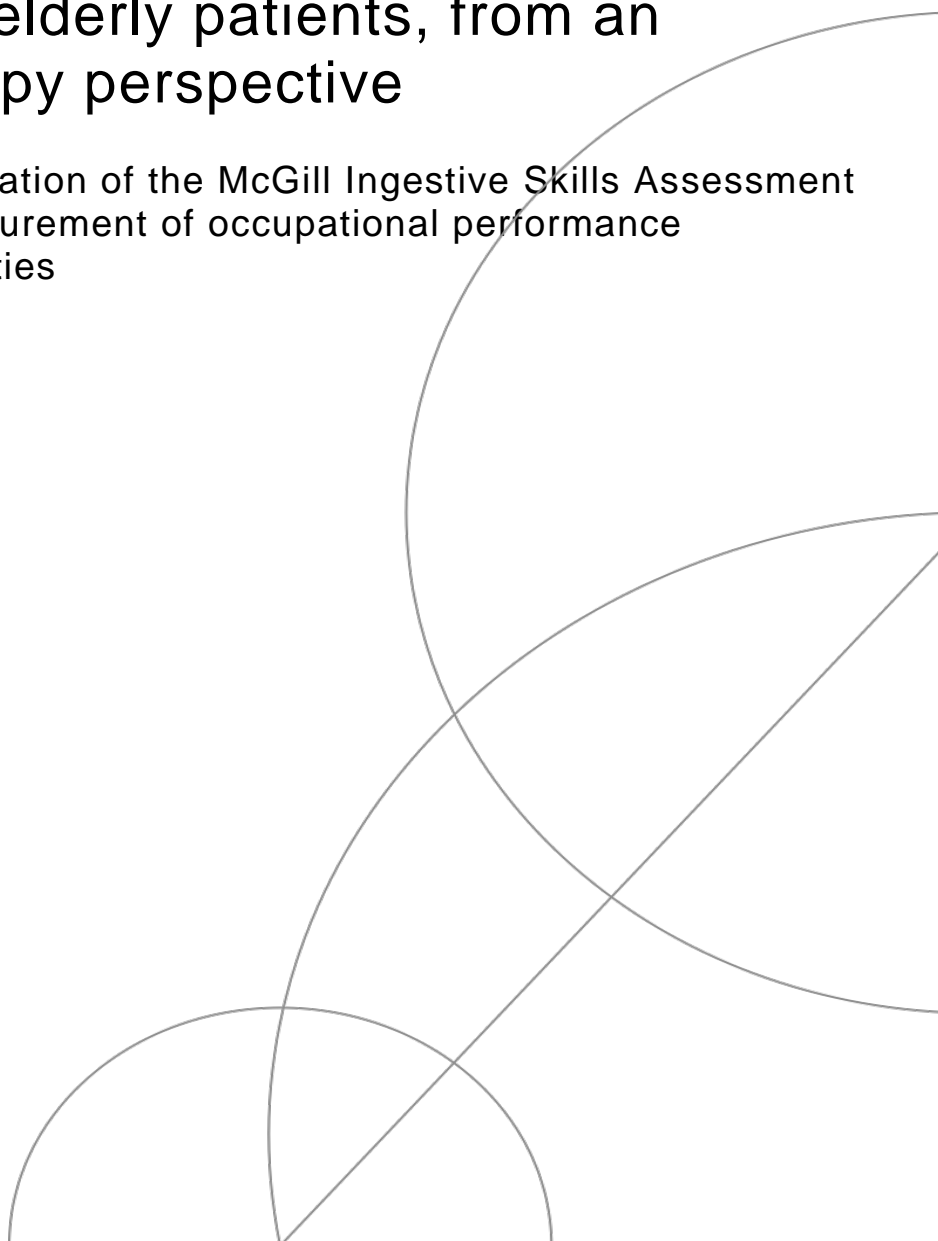 elderly patients, from an
py perspective
ation of the McGill Ingestive Skills Assessment
urement of occupational performance
ties